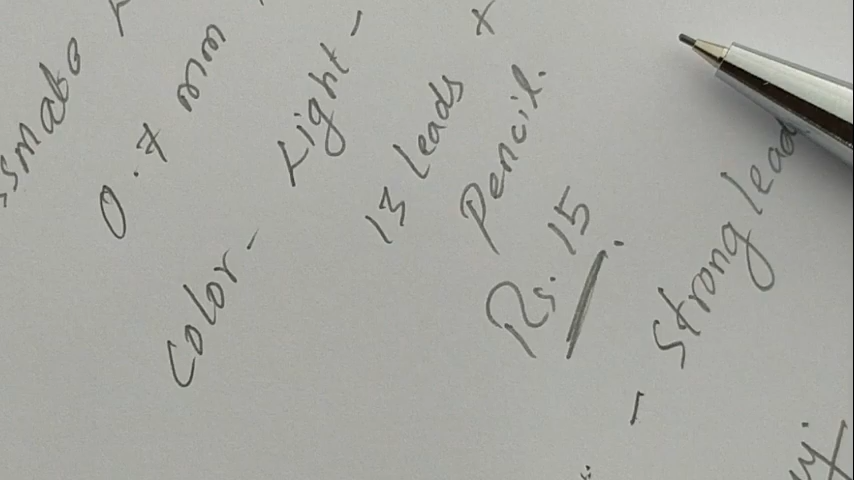 0.7 mm
Color- Light-
13 leads +
Pencil.
Rs. 15
- Strong lead